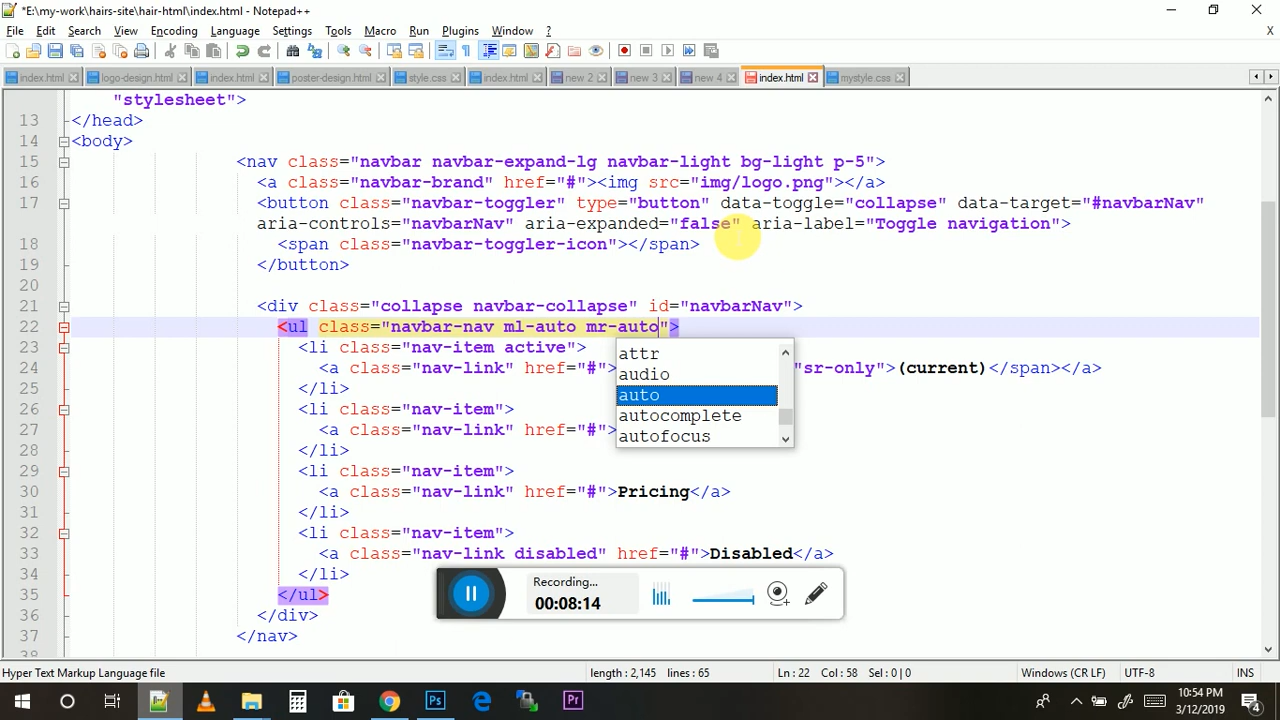 *E:\my-work\hairs-site\hair-html\index.html - Notepad++
File Edit Search View Encoding Language Settings Tools Macro Run Plugins Window ? X
index.html logo-design.html index.html poster-design.html style.css index.html new 2 new 3 new 4 index.html mystyle.css
"stylesheet">
13 </head>
14 <body>
15 <nav class="navbar navbar-expand-lg navbar-light bg-light p-5">
16 <a class="navbar-brand" href="#"><img src="img/logo.png"></a>
17 <button class="navbar-toggler" type="button" data-toggle="collapse" data-target="#navbarNav"
aria-controls="navbarNav" aria-expanded="false" aria-label="Toggle navigation">
18 <span class="navbar-toggler-icon"></span>
19 </button>
20
21 <div class="collapse navbar-collapse" id="navbarNav">
22 <ul class="navbar-nav ml-auto mr-auto">
23 <li class="nav-item active">
attr
24 <a class="nav-link" href="#"> "sr-only">(current)</span></a>
audio
25 </li>
auto
26 <li class="nav-item">
autocomplete
27 <a class="nav-link" href="#">
autofocus
28 </li>
29 <li class="nav-item">
30 <a class="nav-link" href="#">Pricing</a>
31 </li>
32 <li class="nav-item">
33 <a class="nav-link disabled" href="#">Disabled</a>
34 </li>
Recording...
00:08:14
35 </ul>
36 </div>
37 </nav>
Hyper Text Markup Language file length : 2,145 lines : 65 Ln : 22 Col : 58 Sel : 0 | 0 Windows (CR LF) UTF-8 INS
Ps Pr 10:54 PM
3/12/2019 4